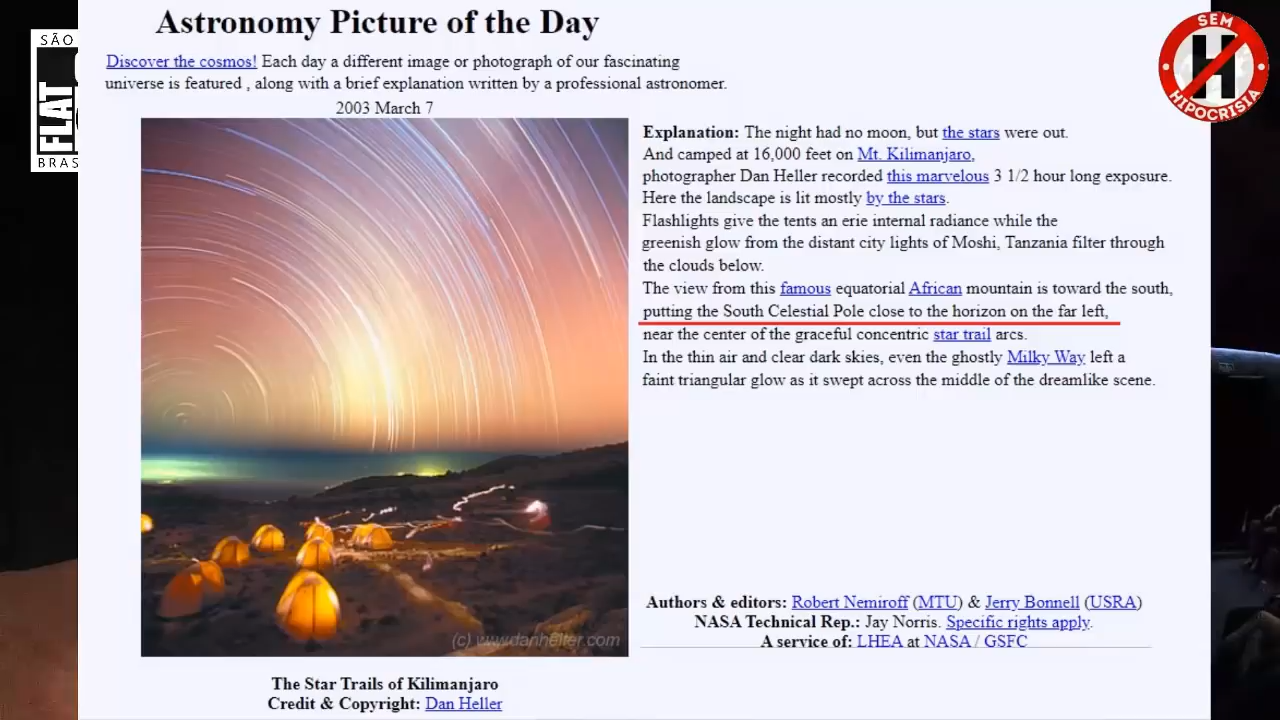 Astronomy Picture of the Day
Discover the cosmos! Each day a different image or photograph of our fascinating
universe is featured , along with a brief explanation written by a professional astronomer.
2003 March 7
Explanation: The night had no moon, but the stars were out.
And camped at 16,000 feet on Mt. Kilimanjaro,
photographer Dan Heller recorded this marvelous 3 1/2 hour long exposure.
Here the landscape is lit mostly by the stars.
Flashlights give the tents an erie internal radiance while the
greenish glow from the distant city lights of Moshi, Tanzania filter through
the clouds below.
The view from this famous equatorial African mountain is toward the south,
putting the South Celestial Pole close to the horizon on the far left,
near the center of the graceful concentric star trail arcs.
In the thin air and clear dark skies, even the ghostly Milky Way left a
faint triangular glow as it swept across the middle of the dreamlike scene.
(c) www.danheller.com
Authors & editors: Robert Nemiroff (MTU) & Jerry Bonnell (USRA)
NASA Technical Rep.: Jay Norris. Specific rights apply.
A service of: LHEA at NASA / GSFC
The Star Trails of Kilimanjaro
Credit & Copyright: Dan Heller
SÃO
FLAT
BRAS
SEM
H
HIPOCRISIA